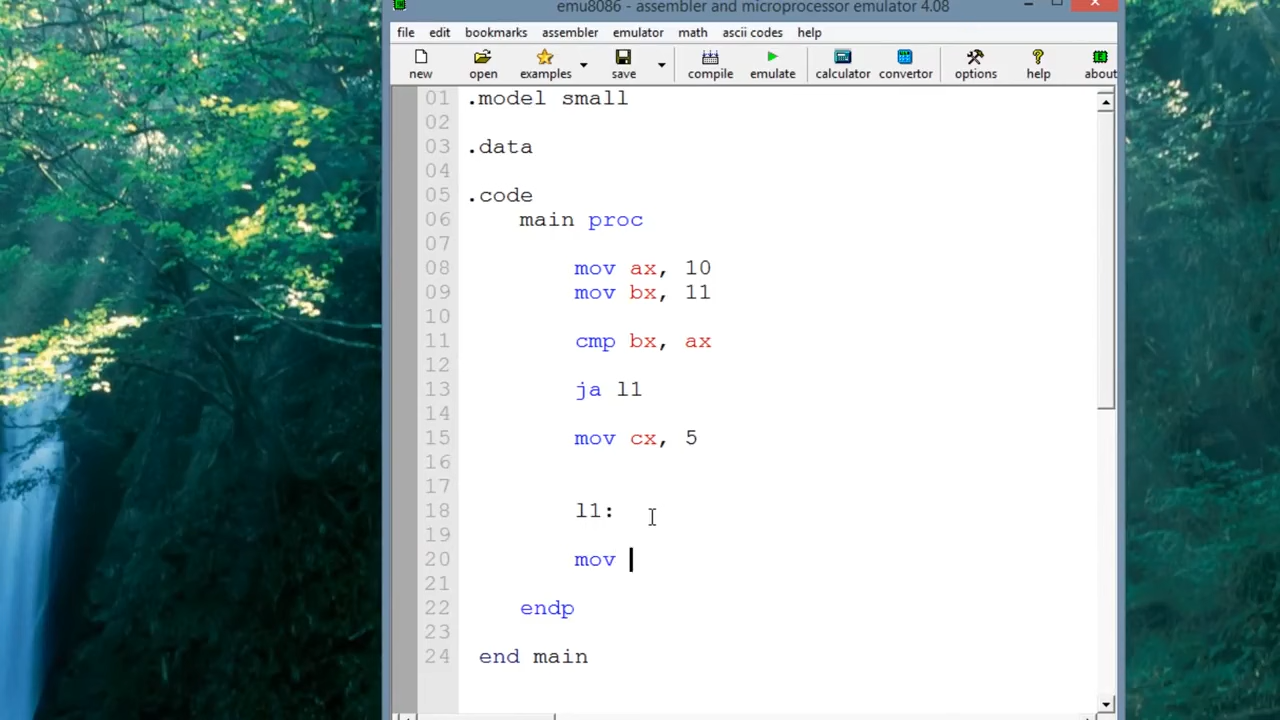 emu8086 - assembler and microprocessor emulator 4.08
file edit bookmarks assembler emulator math ascii codes help
new open examples save compile emulate calculator convertor options help about
01 .model small
02
03 .data
04
05 .code
06 main proc
07
08 mov ax, 10
09 mov bx, 11
10
11 cmp bx, ax
12
13 ja l1
14
15 mov cx, 5
16
17
18 l1:
19
20 mov
21
22 endp
23
24 end main